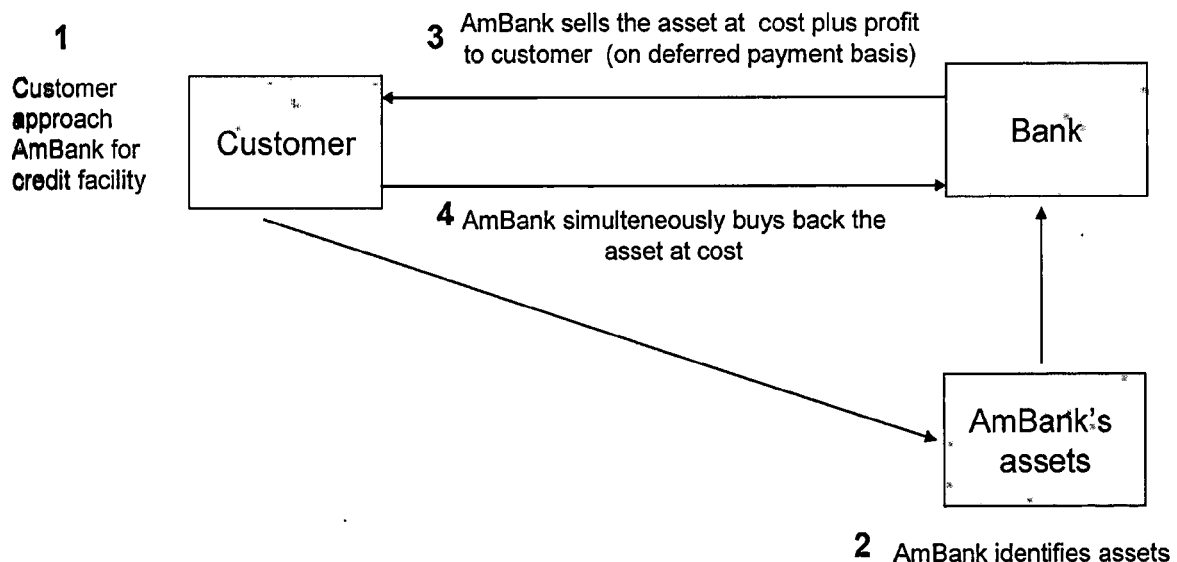 1
Customer
approach
AmBank for
credit facility
3 AmBank sells the asset at cost plus profit
to customer (on deferred payment basis)
Customer
Bank
4 AmBank simulteneously buys back the
asset at cost
AmBank's
assets
2 AmBank identifies assets